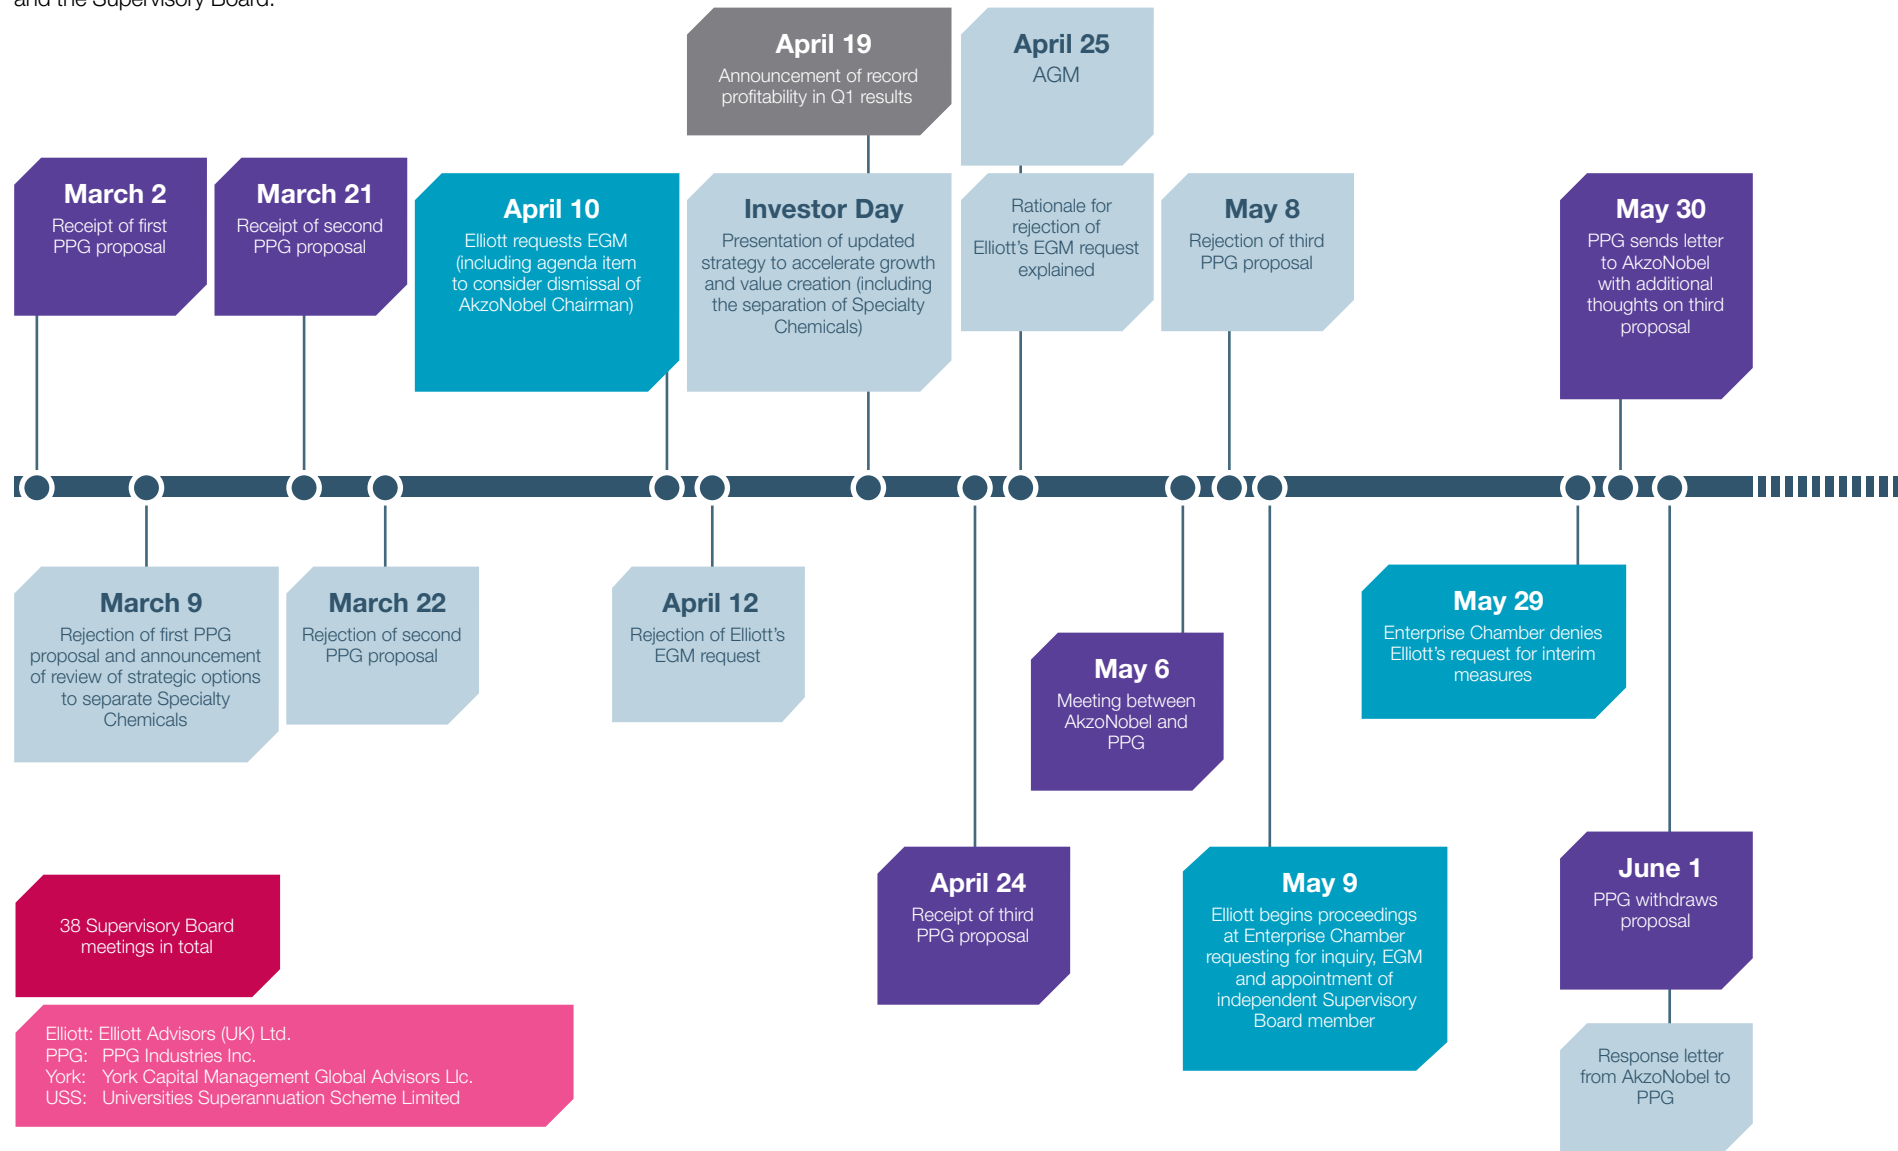 and the Supervisory Board.
April 19
Announcement of record
profitability in Q1 results
April 25
AGM
March 2
Receipt of first
PPG proposal
March 21
Receipt of second
PPG proposal
April 10
Elliott requests EGM
(including agenda item
to consider dismissal of
AkzoNobel Chairman)
Investor Day
Presentation of updated
strategy to accelerate growth
and value creation (including
the separation of Specialty
Chemicals)
Rationale for
rejection of
Elliott’s EGM request
explained
May 8
Rejection of third
PPG proposal
May 30
PPG sends letter
to AkzoNobel
with additional
thoughts on third
proposal
March 9
Rejection of first PPG
proposal and announcement
of review of strategic options
to separate Specialty
Chemicals
March 22
Rejection of second
PPG proposal
April 12
Rejection of Elliott’s
EGM request
May 6
Meeting between
AkzoNobel and
PPG
May 29
Enterprise Chamber denies
Elliott’s request for interim
measures
April 24
Receipt of third
PPG proposal
May 9
Elliott begins proceedings
at Enterprise Chamber
requesting for inquiry, EGM
and appointment of
independent Supervisory
Board member
June 1
PPG withdraws
proposal
Response letter
from AkzoNobel to
PPG
38 Supervisory Board
meetings in total
Elliott: Elliott Advisors (UK) Ltd.
PPG: PPG Industries Inc.
York: York Capital Management Global Advisors Llc.
USS: Universities Superannuation Scheme Limited